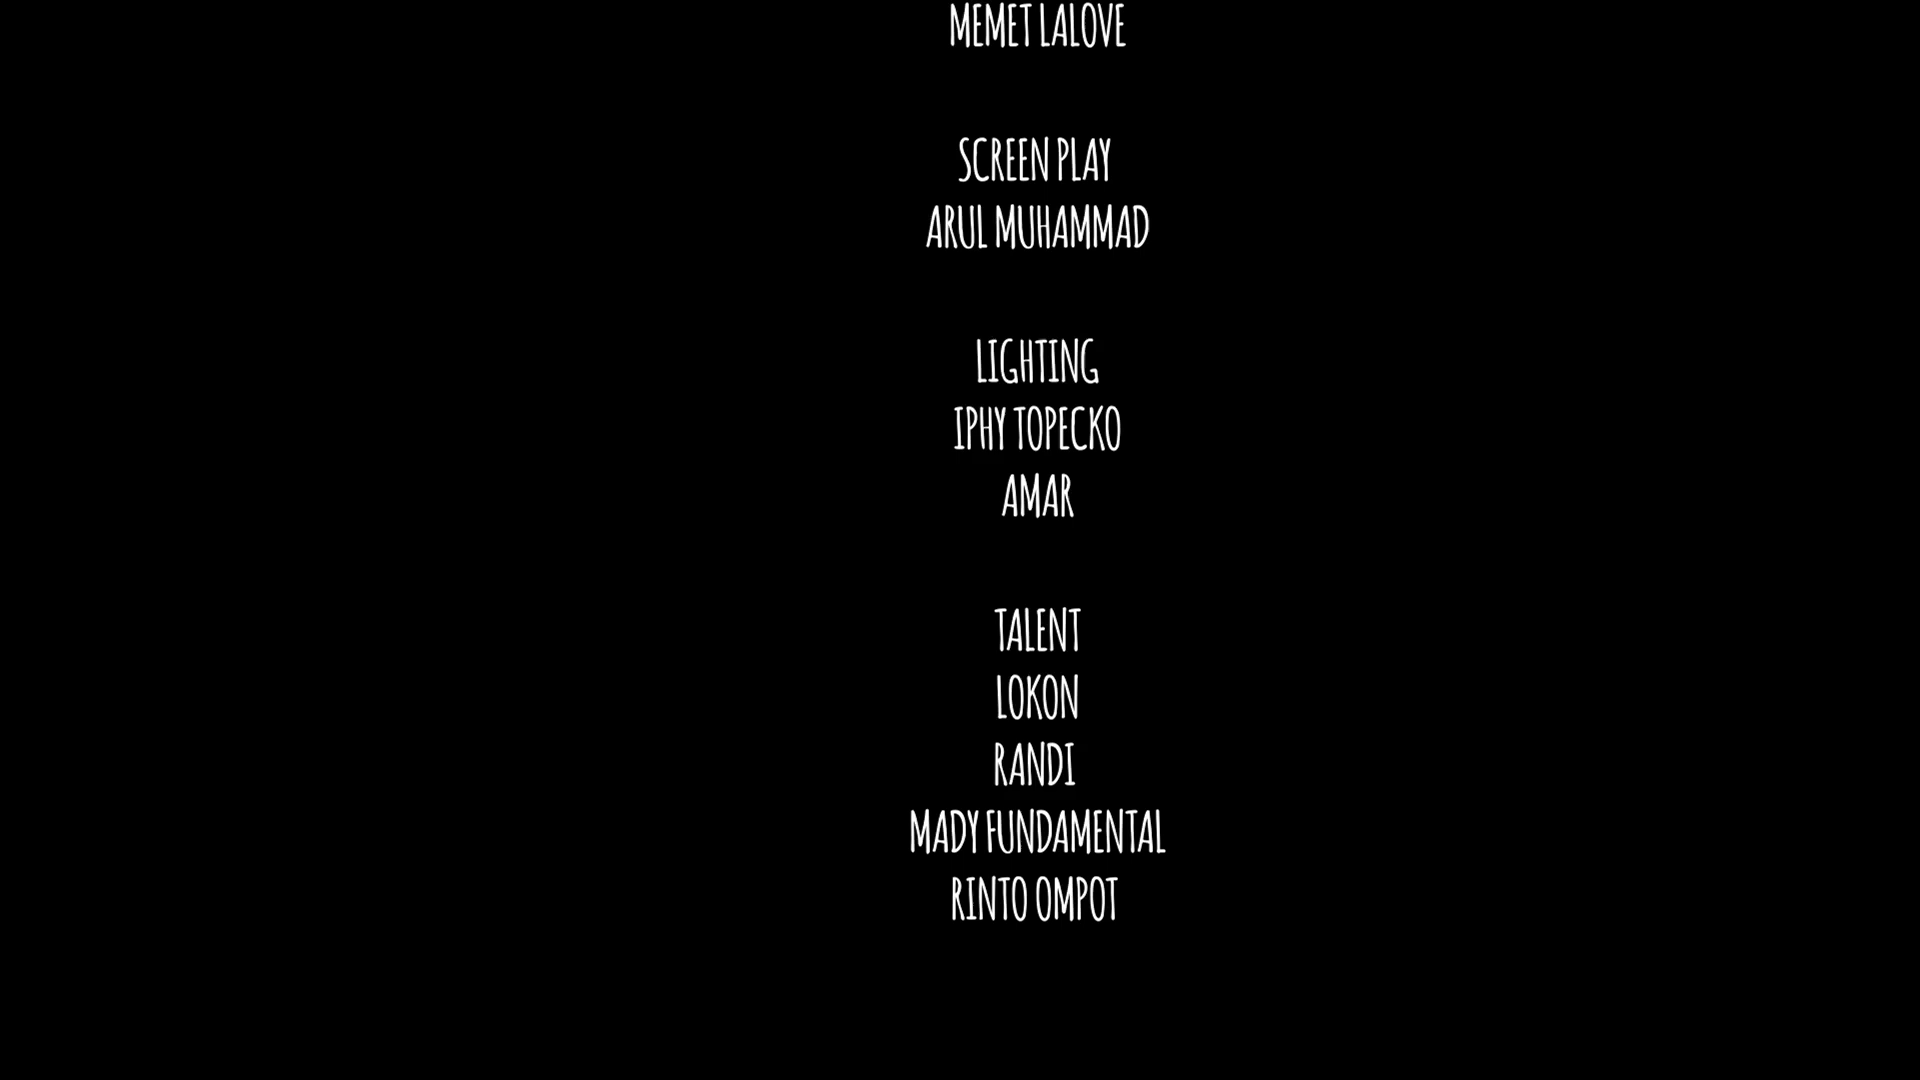 MEMET LALOVE
SCREEN PLAY
ARUL MUHAMMAD
LIGHTING
IPHY TOPECKO
AMAR
TALENT
LOKON
RANDI
MADY FUNDAMENTAL
RINTO OMPOT